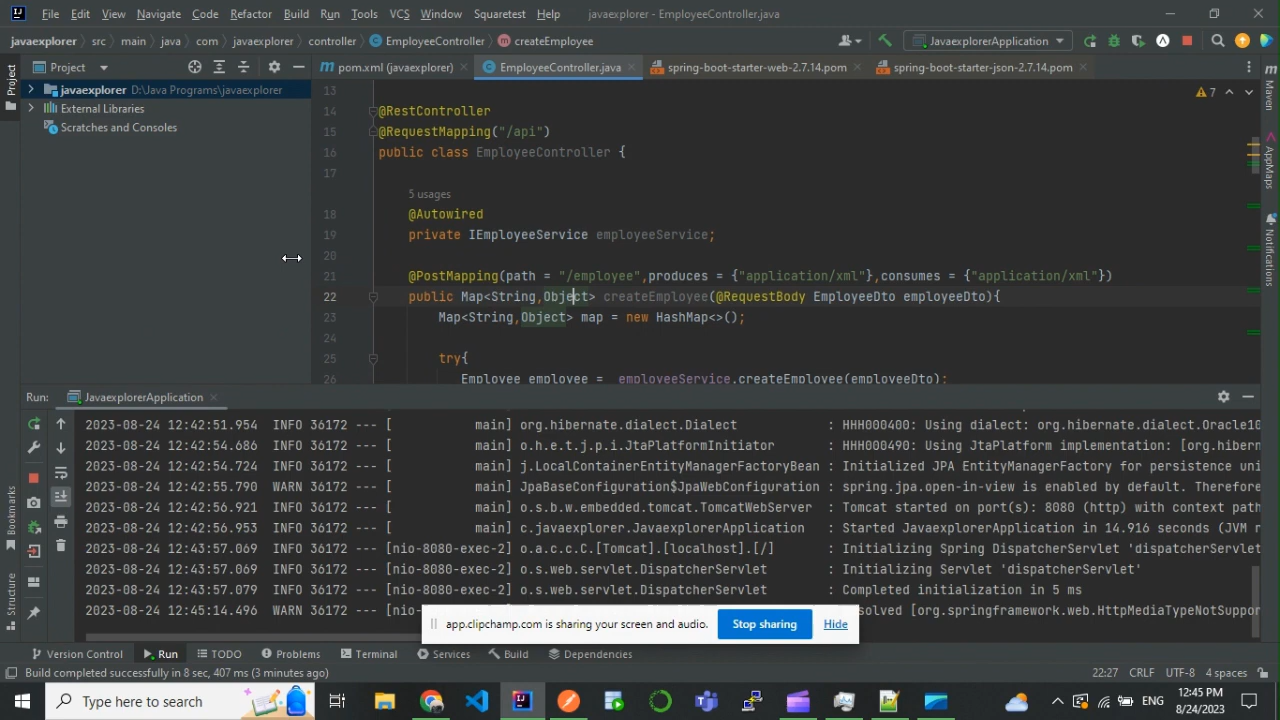 File Edit View Navigate Code Refactor Build Run Tools VCS Window Squaretest Help javaexplorer - EmployeeController.java
javaexplorer src main java com javaexplorer controller EmployeeController createEmployee JavaexplorerApplication
Project Project pom.xml (javaexplorer) EmployeeController.java spring-boot-starter-web-2.7.14.pom spring-boot-starter-json-2.7.14.pom Maven
javaexplorer D:\Java Programs\javaexplorer
External Libraries
Scratches and Consoles
AppMaps
Notifications
7
13
14 @RestController
15 @RequestMapping("/api")
16 public class EmployeeController {
17
5 usages
18 @Autowired
19 private IEmployeeService employeeService;
20
21 @PostMapping(path = "/employee",produces = {"application/xml"},consumes = {"application/xml"})
22 public Map<String,Object> createEmployee(@RequestBody EmployeeDto employeeDto){
23 Map<String,Object> map = new HashMap<>();
24
25 try{
26 Employee employee = employeeService.createEmployee(employeeDto);
Run: JavaexplorerApplication
2023-08-24 12:42:51.954 INFO 36172 --- [ main] org.hibernate.dialect.Dialect : HHH000400: Using dialect: org.hibernate.dialect.Oracle10
2023-08-24 12:42:54.686 INFO 36172 --- [ main] o.h.e.t.j.p.i.JtaPlatformInitiator : HHH000490: Using JtaPlatform implementation: [org.hiber
2023-08-24 12:42:54.724 INFO 36172 --- [ main] j.LocalContainerEntityManagerFactoryBean : Initialized JPA EntityManagerFactory for persistence uni
2023-08-24 12:42:55.790 WARN 36172 --- [ main] JpaBaseConfiguration$JpaWebConfiguration : spring.jpa.open-in-view is enabled by default. Therefore
2023-08-24 12:42:56.921 INFO 36172 --- [ main] o.s.b.w.embedded.tomcat.TomcatWebServer : Tomcat started on port(s): 8080 (http) with context path
2023-08-24 12:42:56.953 INFO 36172 --- [ main] c.javaexplorer.JavaexplorerApplication : Started JavaexplorerApplication in 14.916 seconds (JVM r
2023-08-24 12:43:57.069 INFO 36172 --- [nio-8080-exec-2] o.a.c.c.C.[Tomcat].[localhost].[/] : Initializing Spring DispatcherServlet 'dispatcherServlet
2023-08-24 12:43:57.069 INFO 36172 --- [nio-8080-exec-2] o.s.web.servlet.DispatcherServlet : Initializing Servlet 'dispatcherServlet'
2023-08-24 12:43:57.079 INFO 36172 --- [nio-8080-exec-2] o.s.web.servlet.DispatcherServlet : Completed initialization in 5 ms
2023-08-24 12:45:14.496 WARN 36172 --- [nio- solved [org.springframework.web.HttpMediaTypeNotSuppor
Bookmarks
Structure
app.clipchamp.com is sharing your screen and audio. Stop sharing Hide
Version Control Run TODO Problems Terminal Services Build Dependencies
Build completed successfully in 8 sec, 407 ms (3 minutes ago) 22:27 CRLF UTF-8 4 spaces
Type here to search ENG 12:45 PM
8/24/2023